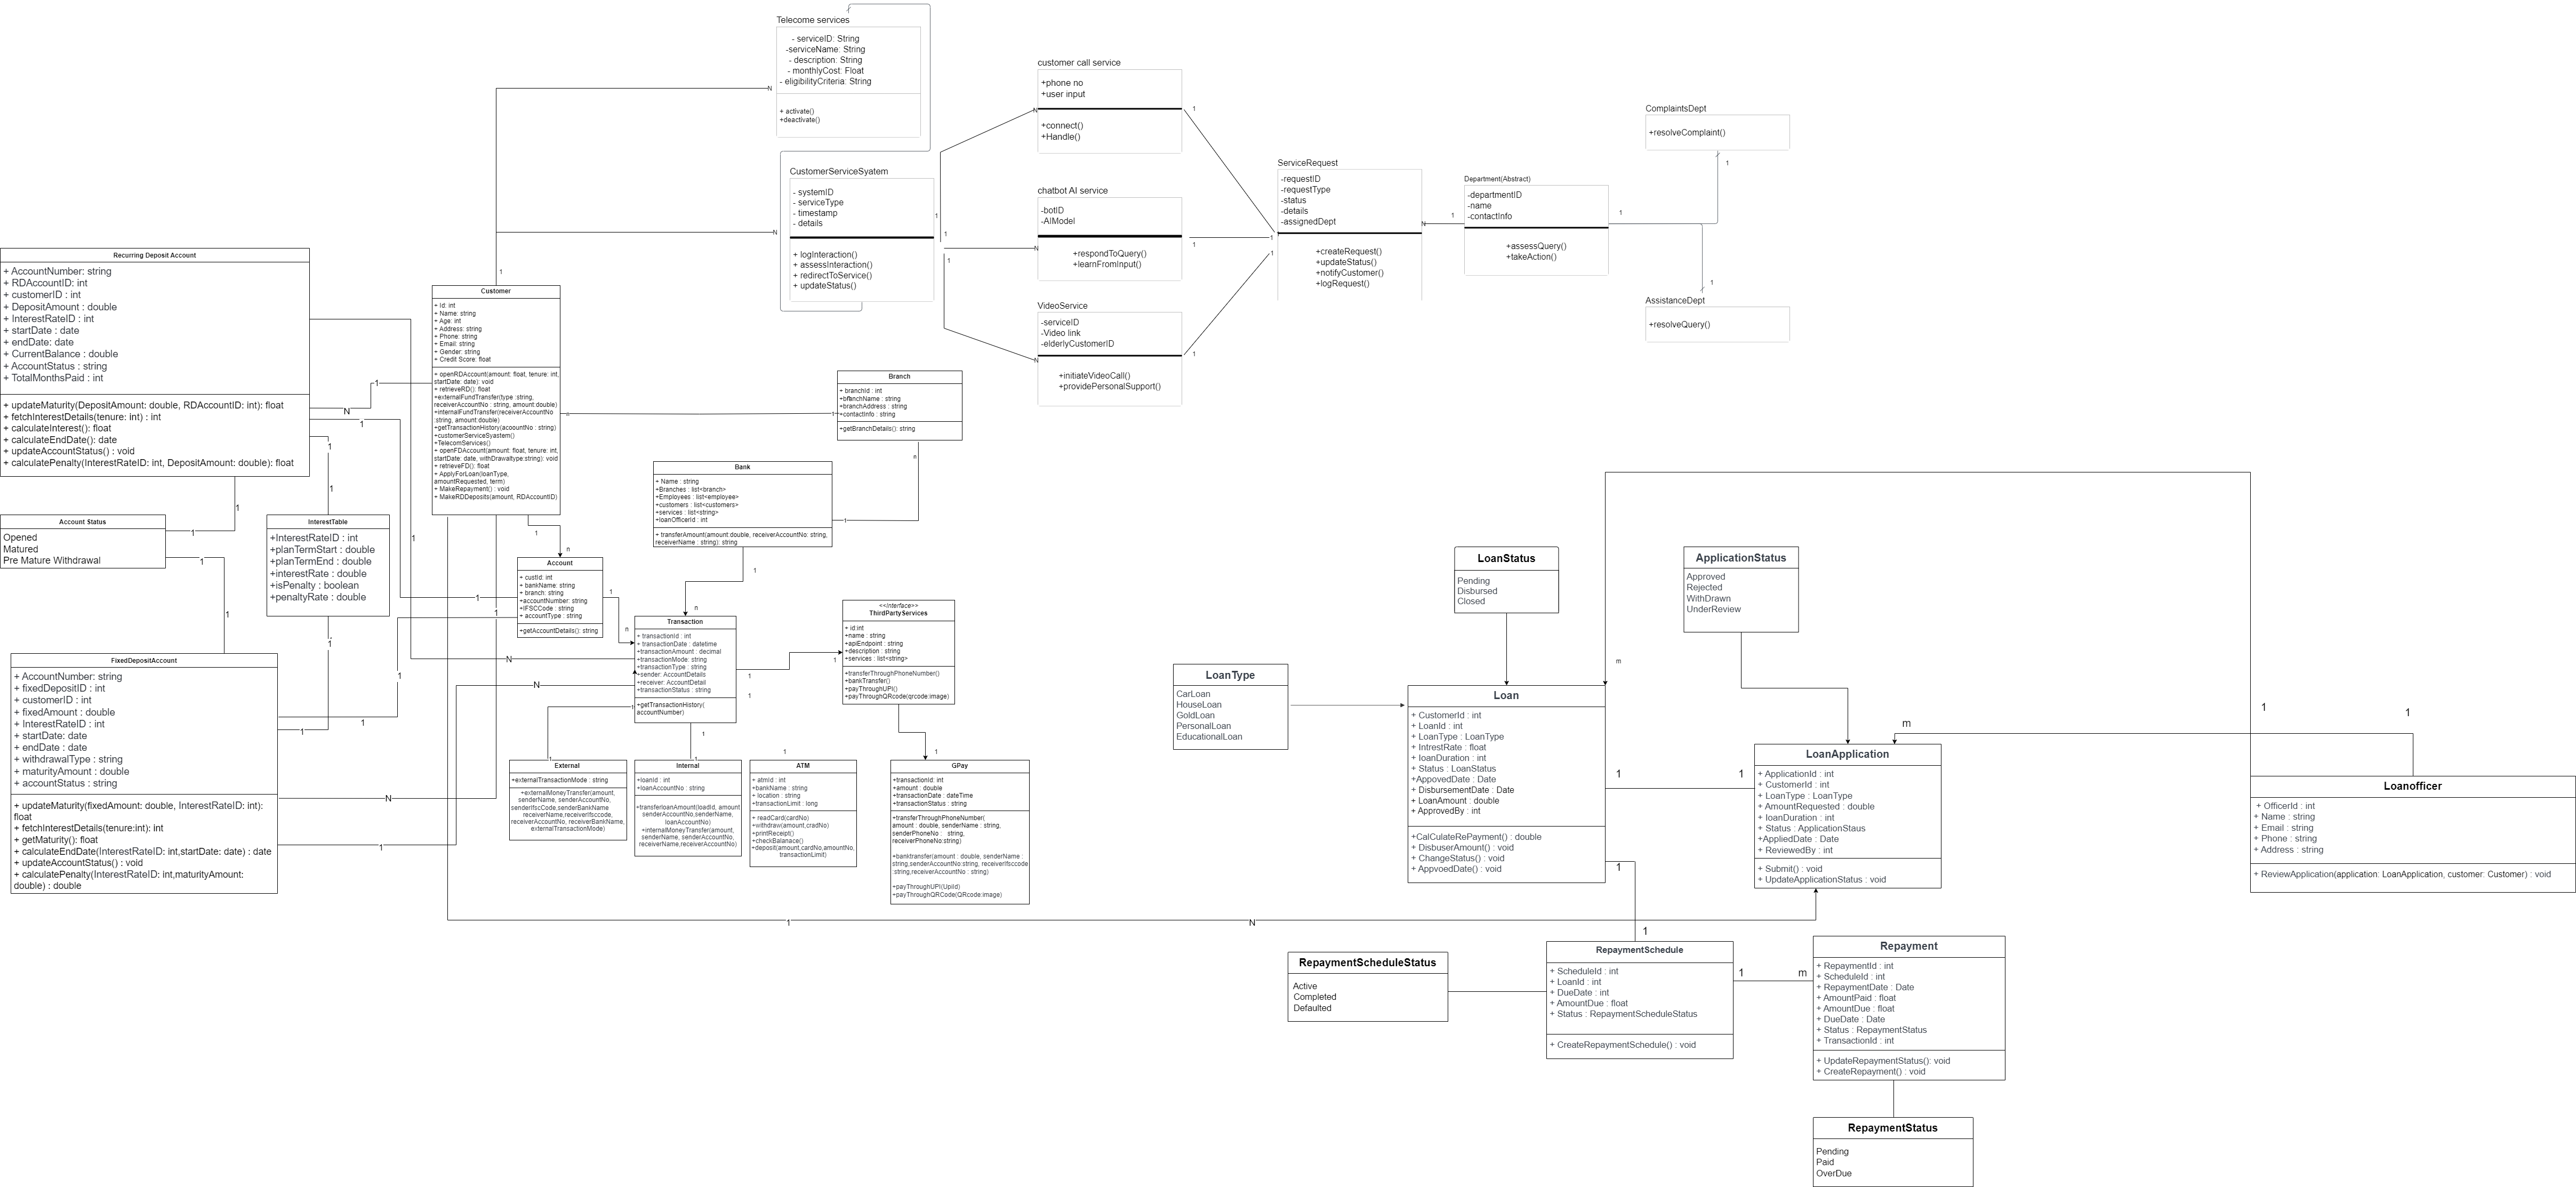 Telecome services
- serviceID: String
-serviceName: String
- description: String
- monthlyCost: Float
- eligibilityCriteria: String
+ activate()
+deactivate()
N
CustomerServiceSyatem
- systemID
- serviceType
- timestamp
- details
+ logInteraction()
+ assessInteraction()
+ redirectToService()
+ updateStatus()
N
1
1
1
customer call service
+phone no
+user input
+connect()
+Handle()
N
1
chatbot AI service
-botID
-AIModel
+respondToQuery()
+learnFromInput()
N
1
VideoService
-serviceID
-Video link
-elderlyCustomerID
+initiateVideoCall()
+providePersonalSupport()
N
1
ServiceRequest
-requestID
-requestType
-status
-details
-assignedDept
+createRequest()
+updateStatus()
+notifyCustomer()
+logRequest()
1
1
1
N
1
Department(Abstract)
-departmentID
-name
-contactInfo
+assessQuery()
+takeAction()
1
ComplaintsDept
+resolveComplaint()
1
1
AssistanceDept
+resolveQuery()
Recurring Deposit Account
+ AccountNumber: string
+ RDAccountID: int
+ customerID : int
+ DepositAmount : double
+ InterestRateID : int
+ startDate : date
+ endDate: date
+ CurrentBalance : double
+ AccountStatus : string
+ TotalMonthsPaid : int
+ updateMaturity(DepositAmount: double, RDAccountID: int): float
+ fetchInterestDetails(tenure: int) : int
+ calculateInterest(): float
+ calculateEndDate(): date
+ updateAccountStatus() : void
+ calculatePenalty(InterestRateID: int, DepositAmount: double): float
1
N
1
1
1
1
1
1
Customer
+ Id: int
+ Name: string
+ Age: int
+ Address: string
+ Phone: string
+ Email: string
+ Gender: string
+ Credit Score: float
+ openRDAccount(amount: float, tenure: int,
startDate: date): void
+ retrieveRD(): float
+externalFundTransfer(type :string,
receiverAccountNo : string, amount:double)
+internalFundTransfer(receiverAccountNo
:string, amount:double)
+getTransactionHistory(acoountNo : string)
+customerServiceSyastem()
+TelecomServices()
+ openFDAccount(amount: float, tenure: int,
startDate: date, withDrawaltype:string): void
+ retrieveFD(): float
+ ApplyForLoan(loanType,
amountRequested, term)
+ MakeRepayment() : void
+ MakeRDDeposits(amount, RDAccountID)
n
1
Branch
+ branchId : int
+branchName : string
+branchAddress : string
+contactInfo : string
+getBranchDetails(): string
n
Bank
+ Name : string
+Branches : list<branch>
+Employees : list<employee>
+customers : list<customers>
+services : list<string>
+loanOfficerId : int
+ transferAmount(amount:double, receiverAccountNo: string,
receiverName : string): string
1
1
n
Account Status
Opened
Matured
Pre Mature Withdrawal
1
1
1
InterestTable
+InterestRateID : int
+planTermStart : double
+planTermEnd : double
+interestRate : double
+isPenalty : boolean
+penaltyRate : double
1
1
n
Account
+ custId: int
+ bankName: string
+ branch: string
+accountNumber: string
+IFSCCode : string
+ accountType : string
+getAccountDetails(): string
1
1
1
n
Transaction
+ transactionId : int
+ transactionDate : datetime
+transactionAmount : decimal
+transactionMode: string
+transactionType : string
+sender: AccountDetails
+receiver: AccountDetail
+transactionStatus : string
+getTransactionHistory(
accountNumber)
N
N
1
1
1
1
<<Interface>>
ThirdPartyServices
+ id:int
+name : string
+apiEndpoint : string
+description : string
+services : list<string>
+transferThroughPhoneNumber()
+bankTransfer()
+payThroughUPI()
+payThroughQRcode(qrcode:image)
1
FixedDepositAccount
+ AccountNumber: string
+ fixedDepositID : int
+ customerID : int
+ fixedAmount : double
+ InterestRateID : int
+ startDate: date
+ endDate : date
+ withdrawalType : string
+ maturityAmount : double
+ accountStatus : string
+ updateMaturity(fixedAmount: double, InterestRateID: int):
float
+ fetchInterestDetails(tenure:int): int
+ getMaturity(): float
+ calculateEndDate(InterestRateID: int,startDate: date) : date
+ updateAccountStatus() : void
+ calculatePenalty(InterestRateID: int,maturityAmount:
double) : double
1
1
1
N
1
External
+externalTransactionMode : string
+externalMoneyTransfer(amount,
senderName, senderAccountNo,
senderIfscCode,senderBankName
receiverName,receiverIfsccode,
receiverAccountNo, receiverBankName,
externalTransactionMode)
1
1
1
Internal
+loanId : int
+loanAccountNo : string
+transferloanAmount(loadId, amount
senderAccountNo,senderName,
loanAccountNo)
+internalMoneyTransfer(amount,
senderName, senderAccountNo,
receiverName,receiverAccountNo)
1
ATM
+ atmId : int
+bankName : string
+ location : string
+transactionLimit : long
+ readCard(cardNo)
+withdraw(amount,cradNo)
+printReceipt()
+checkBalanace()
+deposit(amount,cardNo,amountNo,
transactionLimit)
GPay
+transactionId: int
+amount : double
+transactionDate : dateTime
+transactionStatus : string
+transferThroughPhoneNumber(
amount : double, senderName : string,
senderPhoneNo : string,
receiverPhoneNo:string)
+banktransfer(amount : double, senderName :
string,senderAccountNo:string, receiverIfsccode
:string,receiverAccountNo : string)
+payThroughUPI(UpiId)
+payThroughQRCode(QRcode:image)
1
N
LoanStatus
Pending
Disbursed
Closed
ApplicationStatus
Approved
Rejected
WithDrawn
UnderReview
LoanType
CarLoan
HouseLoan
GoldLoan
PersonalLoan
EducationalLoan
m
Loan
+ CustomerId : int
+ LoanId : int
+ LoanType : LoanType
+ IntrestRate : float
+ loanDuration : int
+ Status : LoanStatus
+AppovedDate : Date
+ DisbursementDate : Date
+ LoanAmount : double
+ ApprovedBy : int
+CalCulateRePayment() : double
+ DisbuserAmount() : void
+ ChangeStatus() : void
+ AppvoedDate() : void
1
1
1
1
m
LoanApplication
+ ApplicationId : int
+ CustomerId : int
+ LoanType : LoanType
+ AmountRequested : double
+ loanDuration : int
+ Status : ApplicationStaus
+AppliedDate : Date
+ ReviewedBy : int
+ Submit() : void
+ UpdateApplicationStatus : void
1
1
Loanofficer
+ OfficerId : int
+ Name : string
+ Email : string
+ Phone : string
+ Address : string
+ ReviewApplication(application: LoanApplication, customer: Customer) : void
RepaymentScheduleStatus
Active
Completed
Defaulted
RepaymentSchedule
+ ScheduleId : int
+ LoanId : int
+ DueDate : int
+ AmountDue : float
+ Status : RepaymentScheduleStatus
+ CreateRepaymentSchedule() : void
1
m
Repayment
+ RepaymentId : int
+ ScheduleId : int
+ RepaymentDate : Date
+ AmountPaid : float
+ AmountDue : float
+ DueDate : Date
+ Status : RepaymentStatus
+ TransactionId : int
+ UpdateRepaymentStatus(): void
+ CreateRepayment() : void
RepaymentStatus
Pending
Paid
OverDue